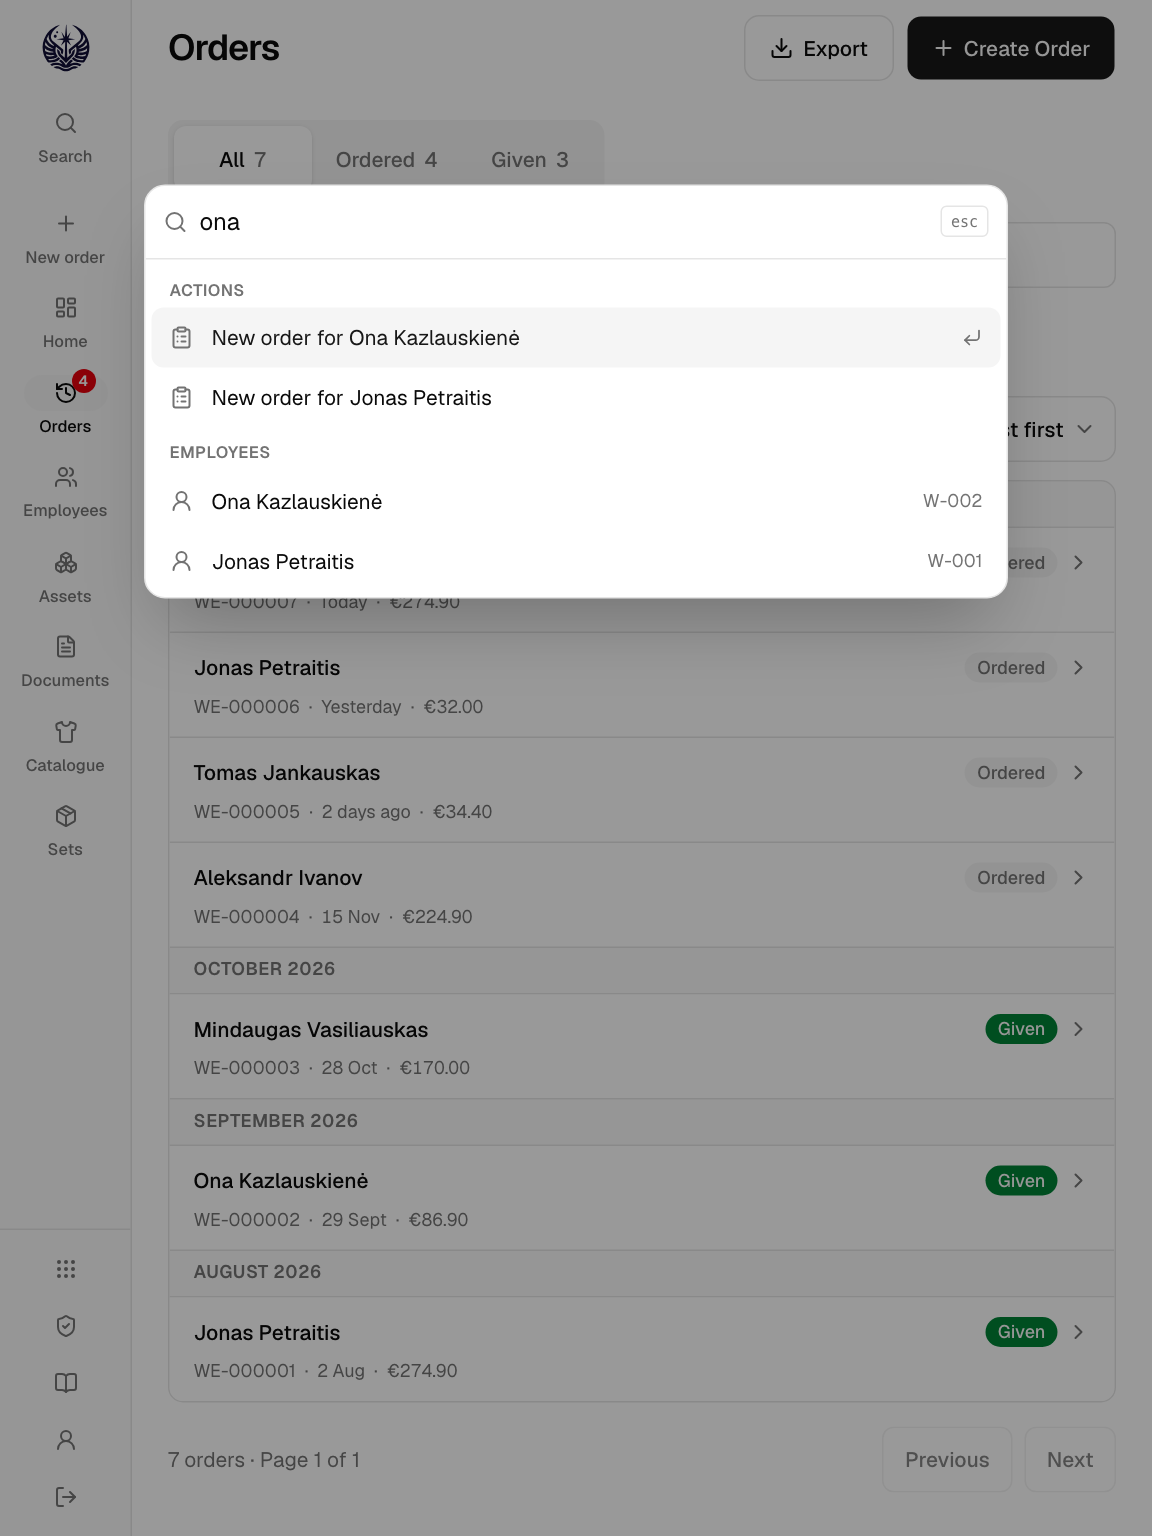 Orders
Export
Create Order
Search
New order
Home
4
Orders
Employees
Assets
Documents
Catalogue
Sets
All 7
Ordered 4
Given 3
ona
esc
ACTIONS
New order for Ona Kazlauskienė
New order for Jonas Petraitis
EMPLOYEES
Ona Kazlauskienė W-002
Jonas Petraitis W-001
first
WE-000007 · Today · €274.90
Jonas Petraitis Ordered
WE-000006 · Yesterday · €32.00
Tomas Jankauskas Ordered
WE-000005 · 2 days ago · €34.40
Aleksandr Ivanov Ordered
WE-000004 · 15 Nov · €224.90
OCTOBER 2026
Mindaugas Vasiliauskas Given
WE-000003 · 28 Oct · €170.00
SEPTEMBER 2026
Ona Kazlauskienė Given
WE-000002 · 29 Sept · €86.90
AUGUST 2026
Jonas Petraitis Given
WE-000001 · 2 Aug · €274.90
7 orders · Page 1 of 1
Previous
Next